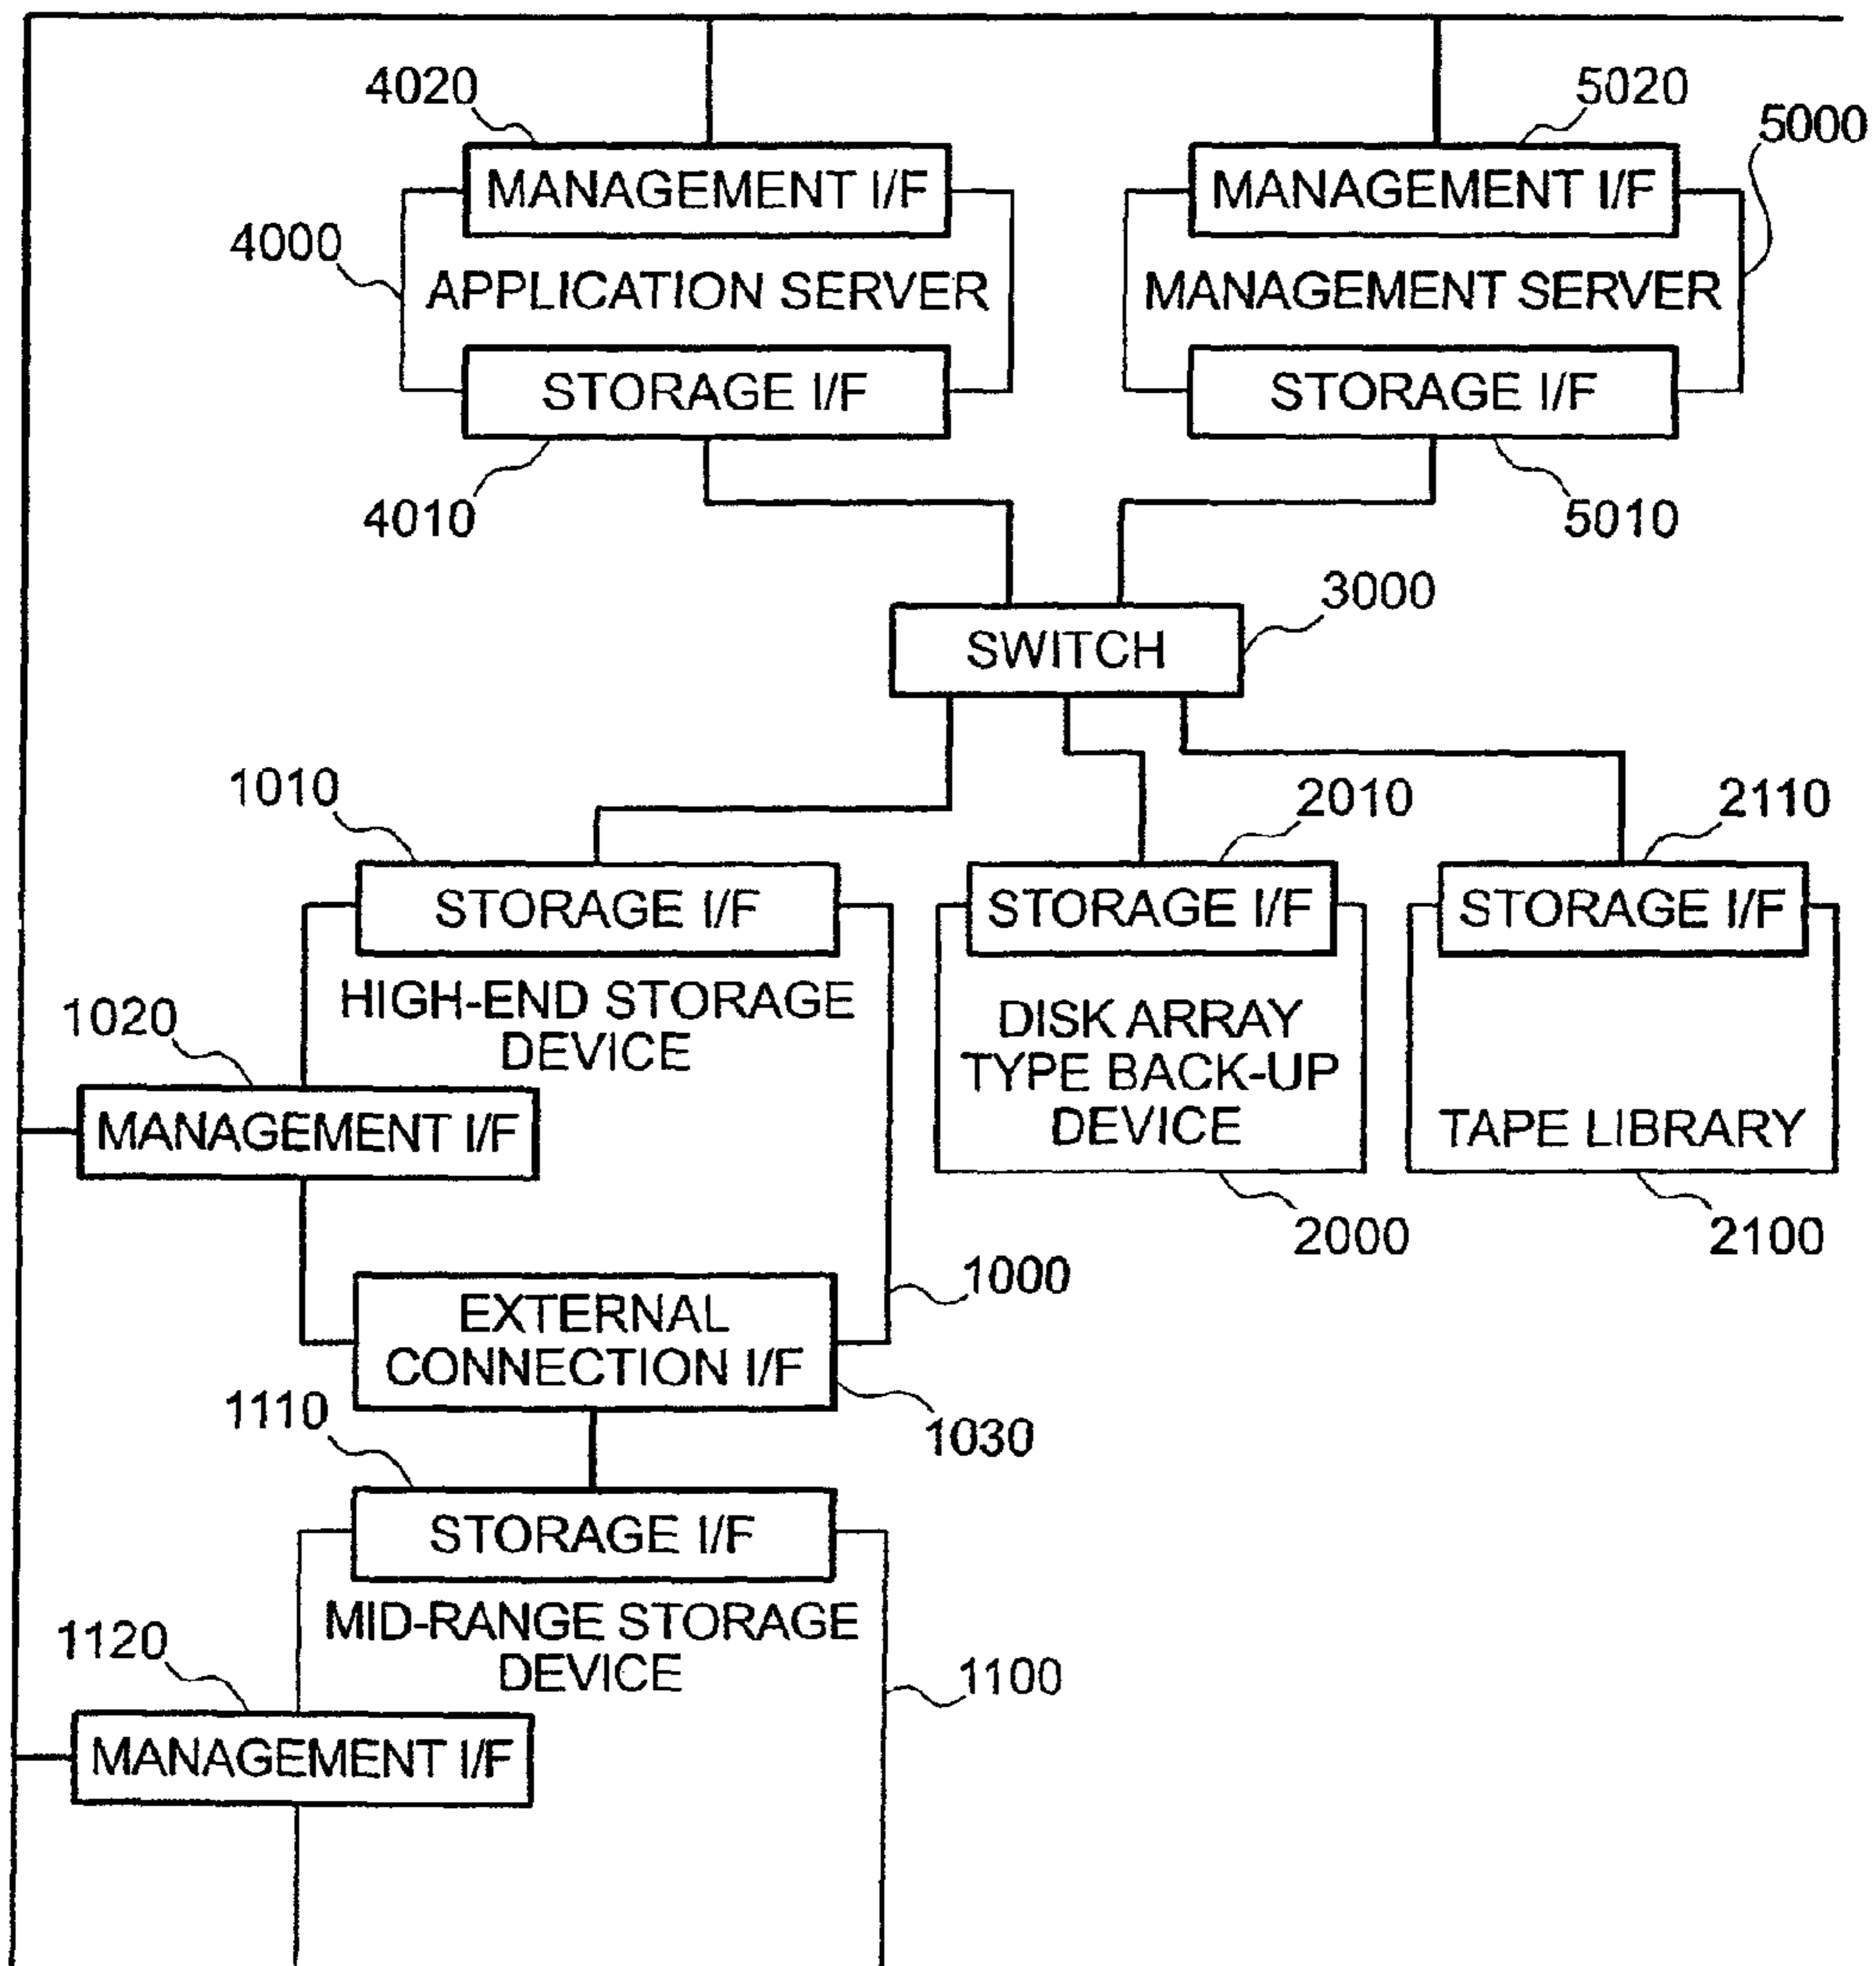 4020
5020
5000
MANAGEMENT I/F
MANAGEMENT I/F
4000
APPLICATION SERVER
MANAGEMENT SERVER
STORAGE I/F
STORAGE I/F
4010
5010
3000
SWITCH
1010
2010
2110
STORAGE I/F
STORAGE I/F
STORAGE I/F
HIGH-END STORAGE
DEVICE
1020
DISK ARRAY
TYPE BACK-UP
DEVICE
MANAGEMENT I/F
TAPE LIBRARY
2000
2100
1000
EXTERNAL
CONNECTION I/F
1110
1030
STORAGE I/F
MID-RANGE STORAGE
DEVICE
1120
1100
MANAGEMENT I/F